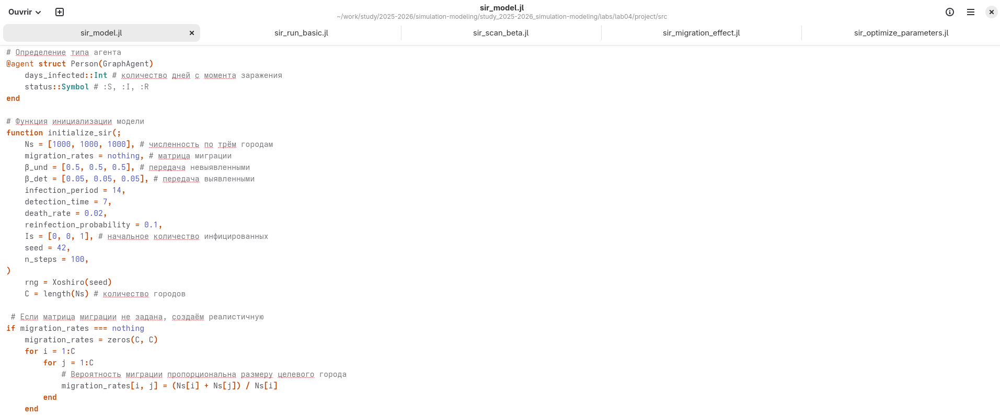 Ouvrir
sir_model.jl
~/work/study/2025-2026/simulation-modeling/study_2025-2026_simulation-modeling/labs/lab04/project/src
sir_model.jl sir_run_basic.jl sir_scan_beta.jl sir_migration_effect.jl sir_optimize_parameters.jl
# Определение типа агента
@agent struct Person(GraphAgent)
    days_infected::Int # количество дней с момента заражения
    status::Symbol # :S, :I, :R
end
# Функция инициализации модели
function initialize_sir(;
    Ns = [1000, 1000, 1000], # численность по трём городам
    migration_rates = nothing, # матрица миграции
    β_und = [0.5, 0.5, 0.5], # передача невыявленными
    β_det = [0.05, 0.05, 0.05], # передача выявленными
    infection_period = 14,
    detection_time = 7,
    death_rate = 0.02,
    reinfection_probability = 0.1,
    Is = [0, 0, 1], # начальное количество инфицированных
    seed = 42,
    n_steps = 100,
)
    rng = Xoshiro(seed)
    C = length(Ns) # количество городов
 # Если матрица миграции не задана, создаём реалистичную
if migration_rates === nothing
    migration_rates = zeros(C, C)
    for i = 1:C
        for j = 1:C
            # Вероятность миграции пропорциональна размеру целевого города
            migration_rates[i, j] = (Ns[i] + Ns[j]) / Ns[i]
        end
    end